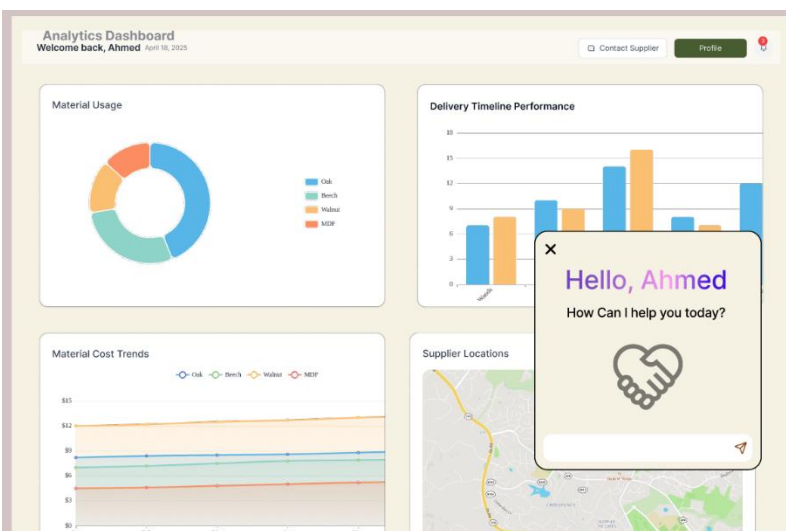 Analytics Dashboard
Welcome back, Ahmed April 18, 2025
Contact Supplier
Profile
Material Usage
Oak
Beech
Walnut
MDF
Delivery Timeline Performance
18
15
12
9
6
3
0
Woods
Hello, Ahmed
How Can I help you today?
Material Cost Trends
Oak Beech Walnut MDF
$15
$12
$9
$6
$3
$0
Supplier Locations